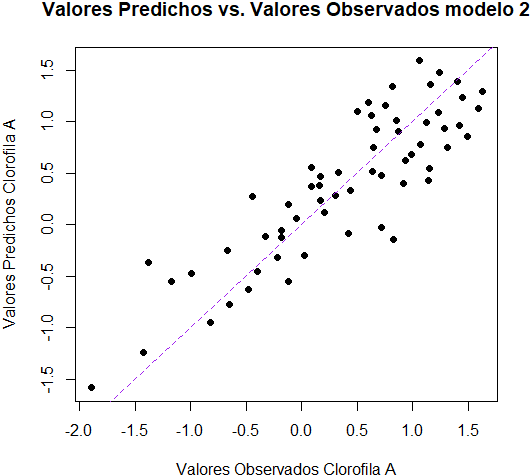 Valores Predichos vs. Valores Observados modelo 2
Valores Predichos Clorofila A
1.5
1.0
0.5
0.0
-0.5
-1.0
-1.5
-2.0 -1.5 -1.0 -0.5 0.0 0.5 1.0 1.5
Valores Observados Clorofila A